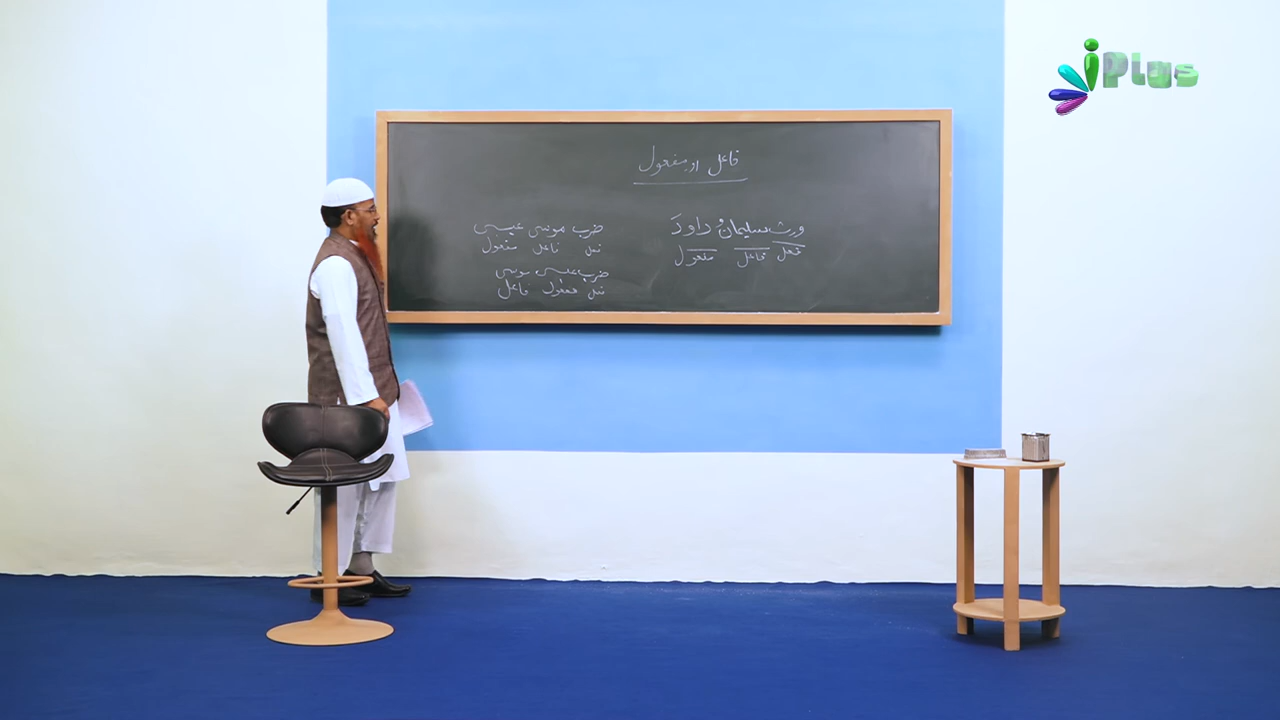 iPlus
فاعل اور مفعول
ورث سلیمانُ داودَ
فعل فاعل مفعول
ضرب موسی عیسی
فعل فاعل مفعول
ضرب عیسی موسی
فعل مفعول فاعل